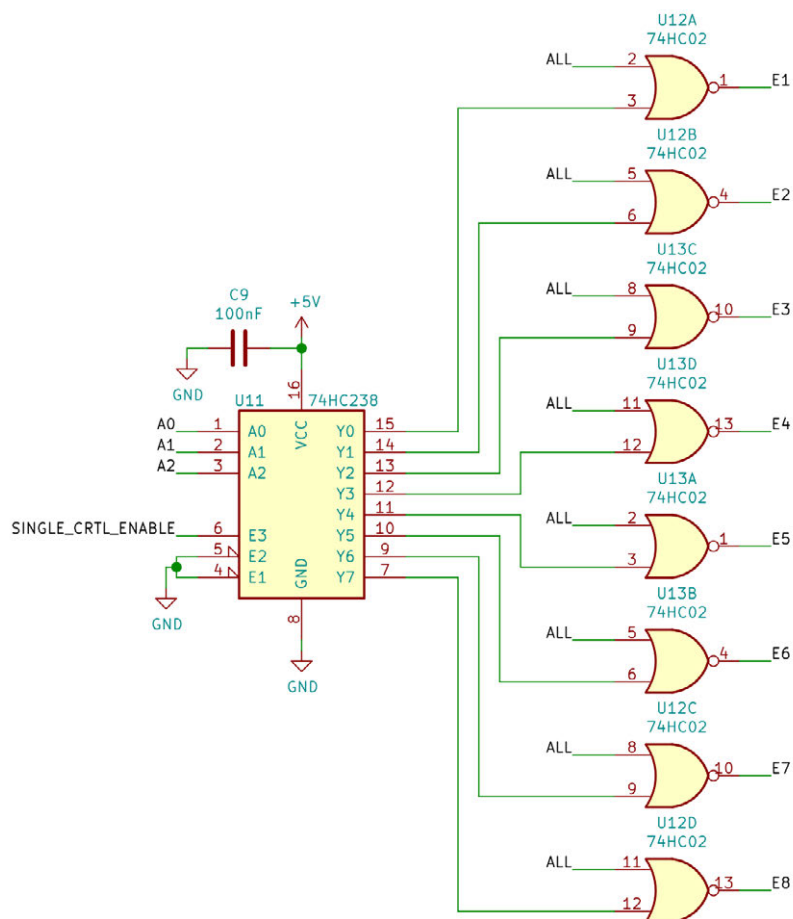 U12A
74HC02
ALL 2
1 E1
3
U12B
74HC02
ALL 5
4 E2
6
U13C
74HC02
ALL 8
10 E3
9
C9
100nF
+5V
GND
U13D
74HC02
ALL 11
13 E4
12
U11 74HC238
16
VCC
A0 1 A0 Y0 15
A1 2 A1 Y1 14
A2 3 A2 Y2 13
Y3 12
Y4 11
SINGLE_CRTL_ENABLE 6 E3 Y5 10
5 E2 Y6 9
4 E1 GND Y7 7
GND
8
GND
U13A
74HC02
ALL 2
1 E5
3
U13B
74HC02
ALL 5
4 E6
6
U12C
74HC02
ALL 8
10 E7
9
U12D
74HC02
ALL 11
13 E8
12